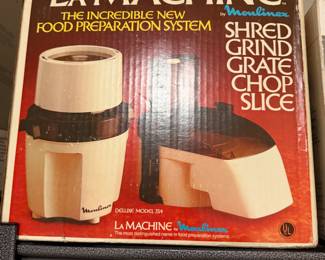 LA MACHINE
by Moulinex
THE INCREDIBLE NEW
FOOD PREPARATION SYSTEM
SHRED
GRIND
GRATE
CHOP
SLICE
Moulinex
DELUXE MODEL 354
LA MACHINE by Moulinex
The most distinguished name in food preparation systems.
UL